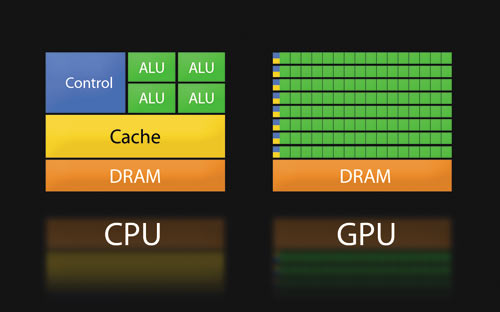 Control
ALU ALU
ALU ALU
Cache
DRAM
CPU
DRAM
GPU